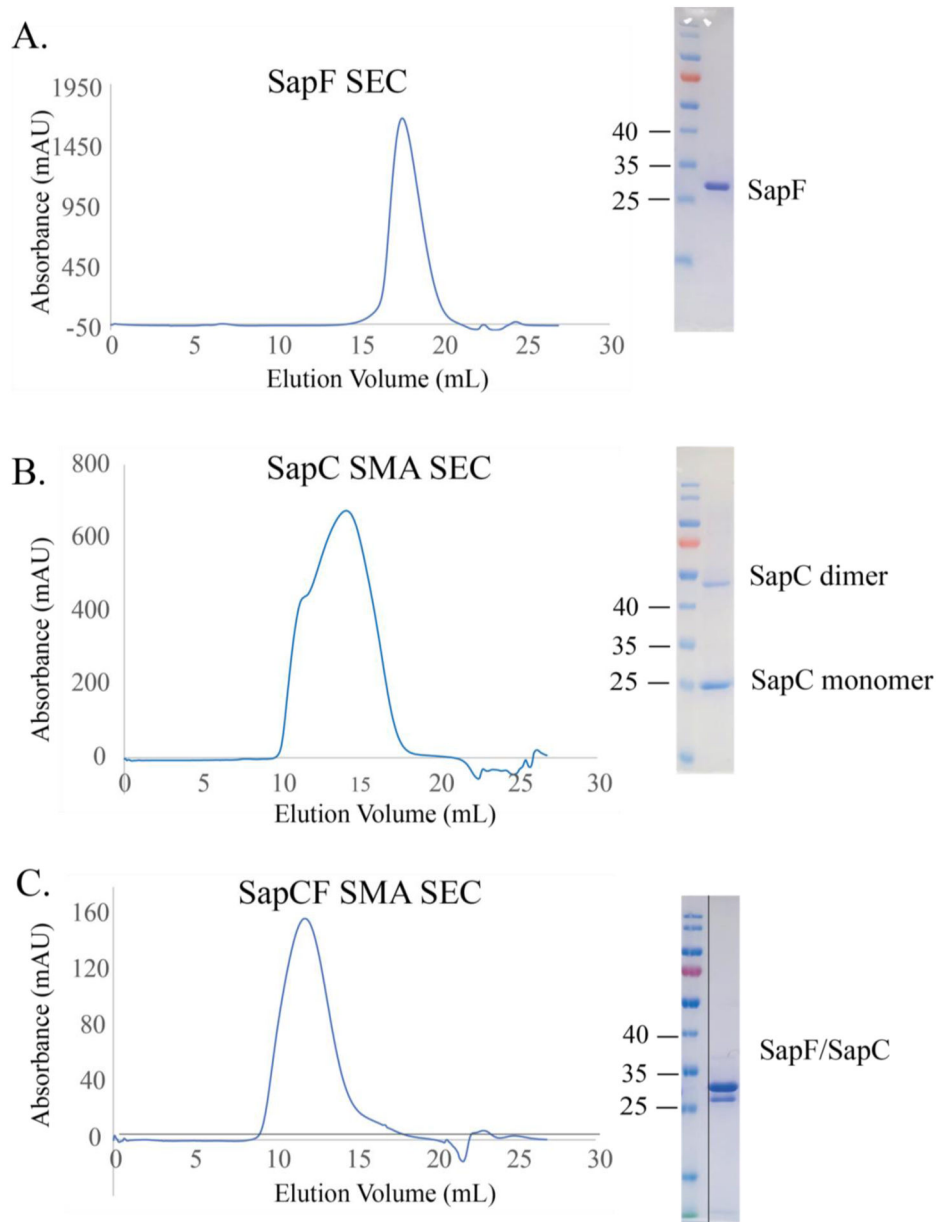 A.
SapF SEC
Absorbance (mAU)
1950
1450
950
450
-50
0 5 10 15 20 25 30
Elution Volume (mL)
40
35
25
SapF
B.
SapC SMA SEC
Absorbance (mAU)
800
600
400
200
0
0 5 10 15 20 25 30
Elution Volume (mL)
40
35
25
SapC dimer
SapC monomer
C.
SapCF SMA SEC
Absorbance (mAU)
160
120
80
40
0
0 5 10 15 20 25 30
Elution Volume (mL)
40
35
25
SapF/SapC